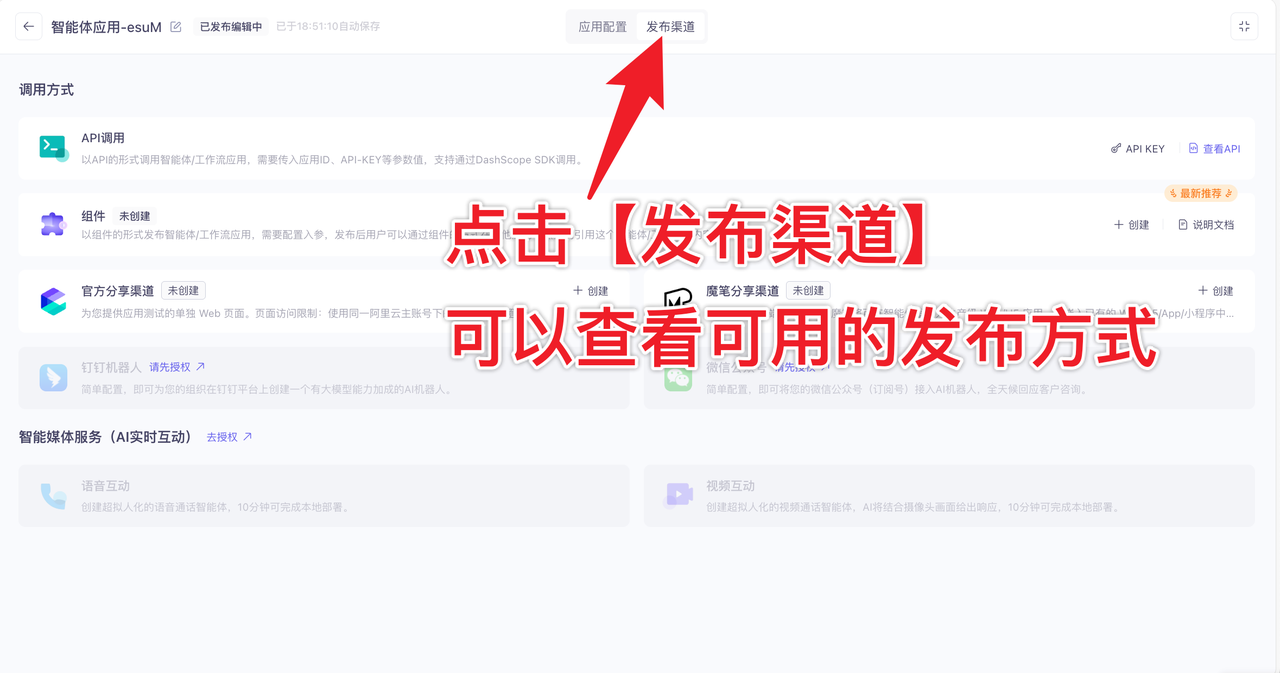 智能体应用-esuM 已发布编辑中 已于18:51:10自动保存 应用配置 发布渠道
调用方式
API调用
以API的形式调用智能体/工作流应用，需要传入应用ID、API-KEY等参数值，支持通过DashScope SDK调用。
API KEY 查看API
最新推荐
组件 未创建
以组件的形式发布智能体/工作流应用，需要配置入参，发布后用户可以通过组件
引用这个
创建 说明文档
点击【发布渠道】
官方分享渠道 未创建 创建
为您提供应用测试的单独 Web 页面。页面访问限制：使用同一阿里云主账号下
魔笔分享渠道 未创建 创建
/App/小程序中...
可以查看可用的发布方式
钉钉机器人 请先授权
简单配置，即可为您的组织在钉钉平台上创建一个有大模型能力加成的AI机器人。
微信公众号 请先授权
简单配置，即可将您的微信公众号（订阅号）接入AI机器人，全天候回应客户咨询。
智能媒体服务（AI实时互动） 去授权
语音互动
创建超拟人化的语音通话智能体，10分钟可完成本地部署。
视频互动
创建超拟人化的视频通话智能体，AI将结合摄像头画面给出响应，10分钟可完成本地部署。